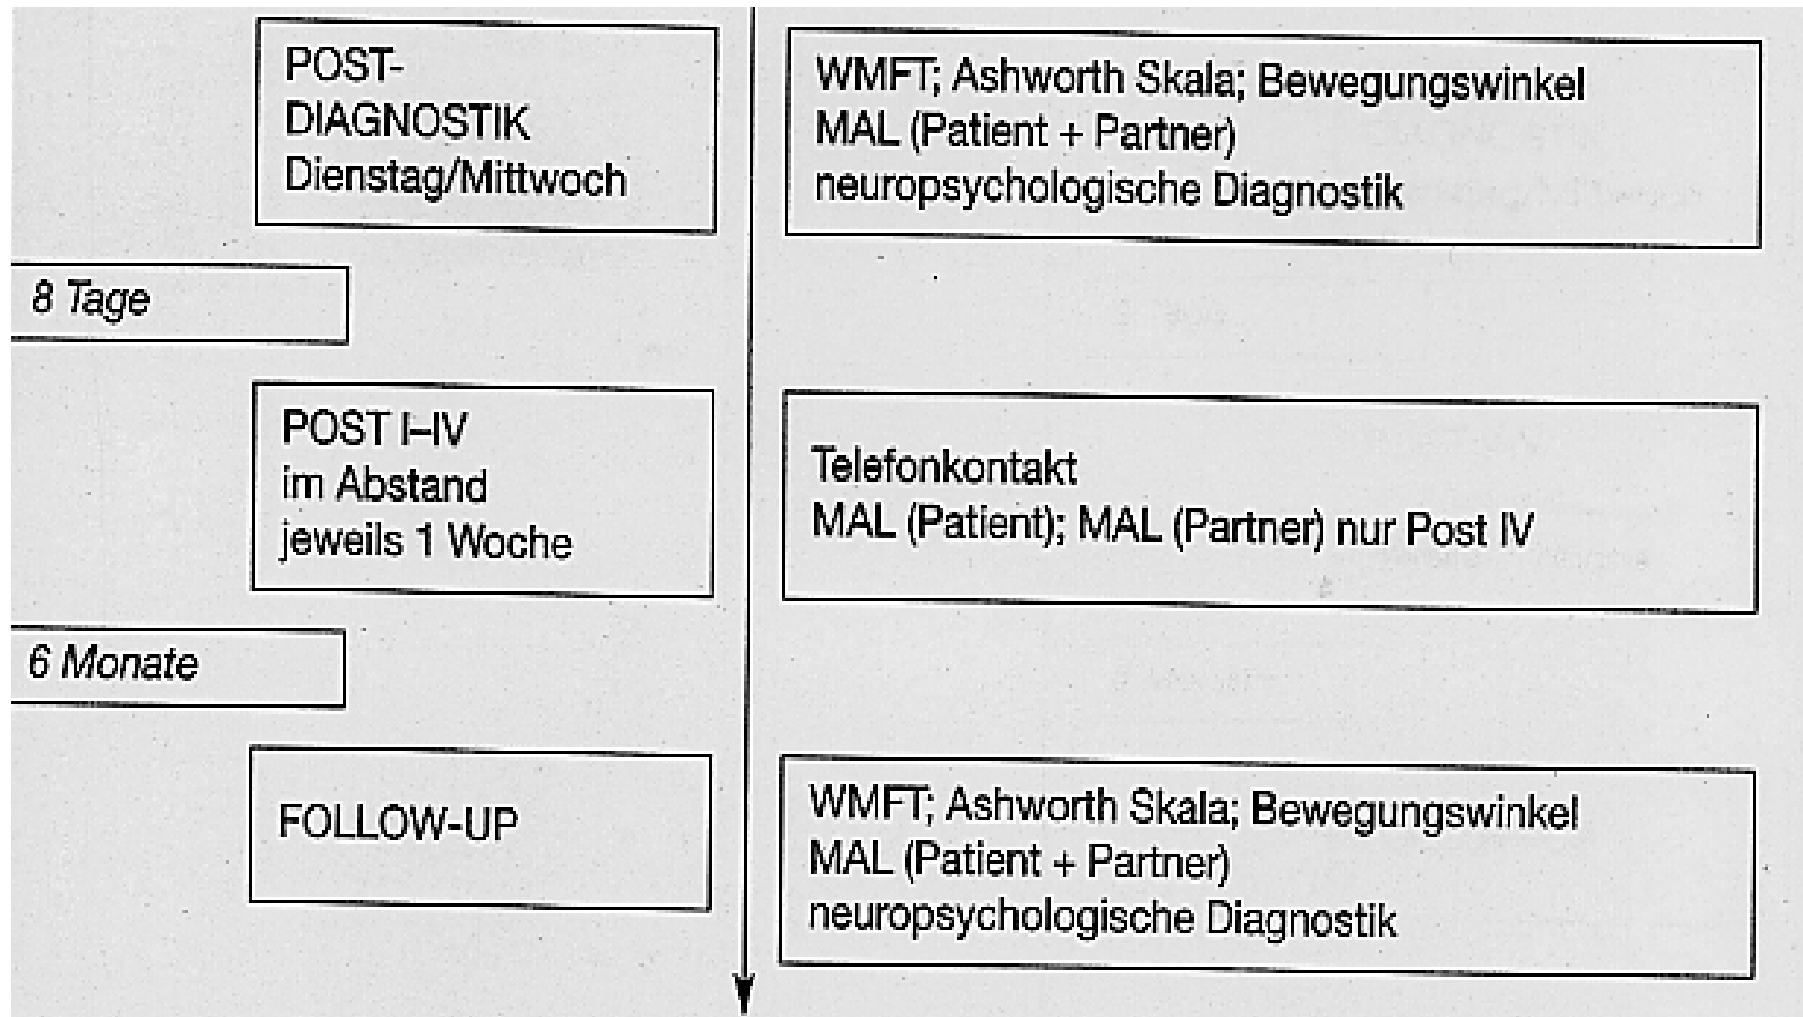 POST-
DIAGNOSTIK
Dienstag/Mittwoch
WMFT; Ashworth Skala; Bewegungswinkel
MAL (Patient + Partner)
neuropsychologische Diagnostik
8 Tage
POST I–IV
im Abstand
jeweils 1 Woche
Telefonkontakt
MAL (Patient); MAL (Partner) nur Post IV
6 Monate
FOLLOW-UP
WMFT; Ashworth Skala; Bewegungswinkel
MAL (Patient + Partner)
neuropsychologische Diagnostik